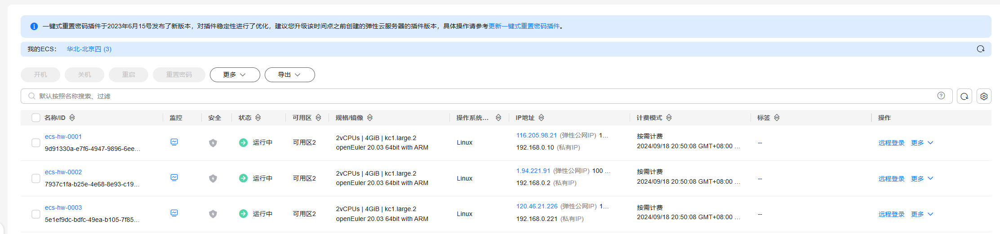 一键式重置密码插件于2023年6月15号发布了新版本，对插件稳定性进行了优化，建议您升级该时间点之前创建的弹性云服务器的插件版本，具体操作请参考更新一键式重置密码插件。
我的ECS： 华北-北京四 (3)
开机 关机 重启 重置密码 更多 导出
默认按照名称搜索、过滤
名称/ID 监控 安全 状态 可用区 规格/镜像 操作系统... IP地址 计费模式 标签 操作
ecs-hw-0001
9d91330a-e7f6-4947-9896-6ee...
运行中
可用区2
2vCPUs | 4GiB | kc1.large.2
openEuler 20.03 64bit with ARM
Linux
116.205.98.21 (弹性公网IP) 1...
192.168.0.10 (私有IP)
按需计费
2024/09/18 20:50:08 GMT+08:00 ...
--
远程登录 更多
ecs-hw-0002
7937c1fa-b25e-4e68-8e93-c19...
运行中
可用区2
2vCPUs | 4GiB | kc1.large.2
openEuler 20.03 64bit with ARM
Linux
1.94.221.91 (弹性公网IP) 100 ...
192.168.0.2 (私有IP)
按需计费
2024/09/18 20:50:08 GMT+08:00 ...
--
远程登录 更多
ecs-hw-0003
5e1ef9dc-bdfc-49ea-b105-7f85...
运行中
可用区2
2vCPUs | 4GiB | kc1.large.2
openEuler 20.03 64bit with ARM
Linux
120.46.21.226 (弹性公网IP) 1...
192.168.0.221 (私有IP)
按需计费
2024/09/18 20:50:08 GMT+08:00 ...
--
远程登录 更多